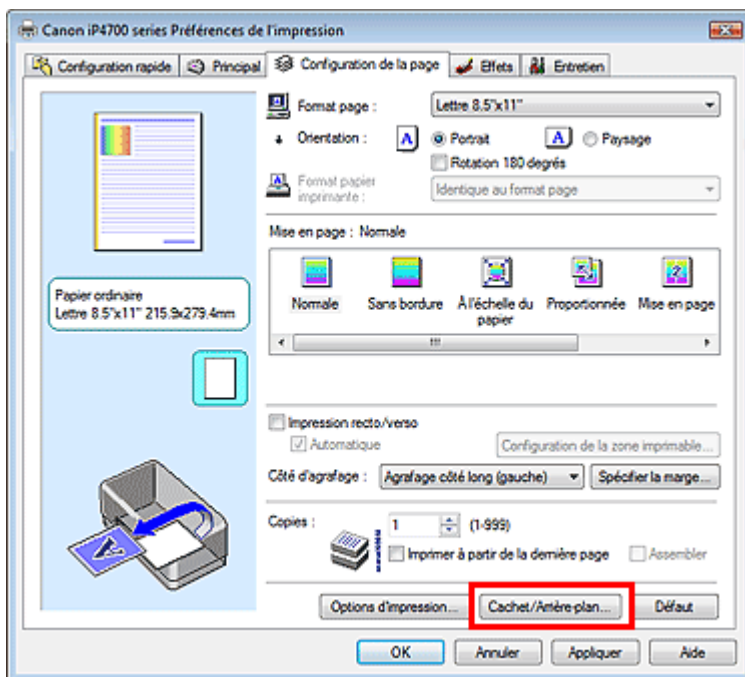 Canon iP4700 series Préférences de l'impression
Configuration rapide
Principal
Configuration de la page
Effets
Entretien
Format page :
Lettre 8.5"x11"
Orientation :
A
Portrait
A
Paysage
Rotation 180 degrés
Format papier
imprimante :
Identique au format page
Mise en page : Normale
Normale
Sans bordure
À l'échelle du
papier
Proportionnée
Mise en page
Papier ordinaire
Lettre 8.5"x11" 215.9x279.4mm
Impression recto/verso
Automatique
Configuration de la zone imprimable...
Côté d'agrafage :
Agrafage côté long (gauche)
Spécifier la marge...
Copies :
1
(1-999)
Imprimer à partir de la dernière page
Assembler
Options d'impression...
Cachet/Arrière-plan...
Défaut
OK
Annuler
Appliquer
Aide